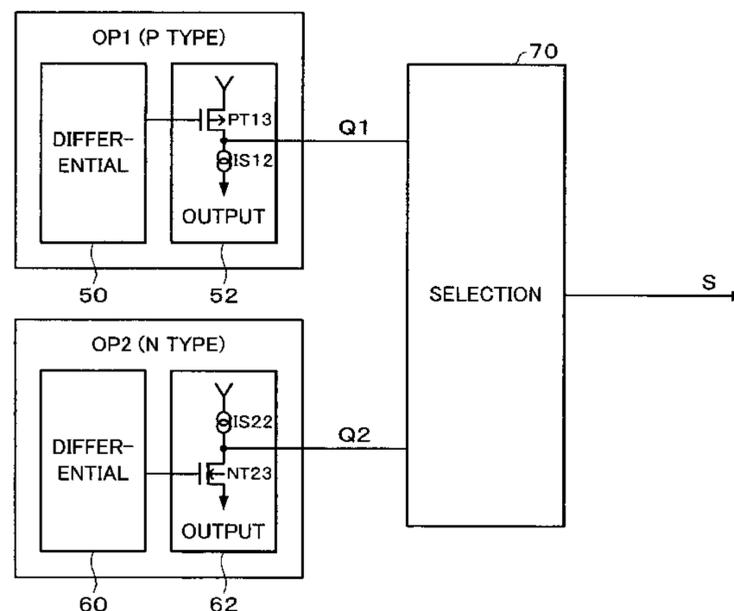 OP1 (P TYPE)
DIFFER-
ENTIAL
PT13
IS12
OUTPUT
50
52
Q1
70
SELECTION
S
OP2 (N TYPE)
DIFFER-
ENTIAL
IS22
NT23
OUTPUT
60
62
Q2